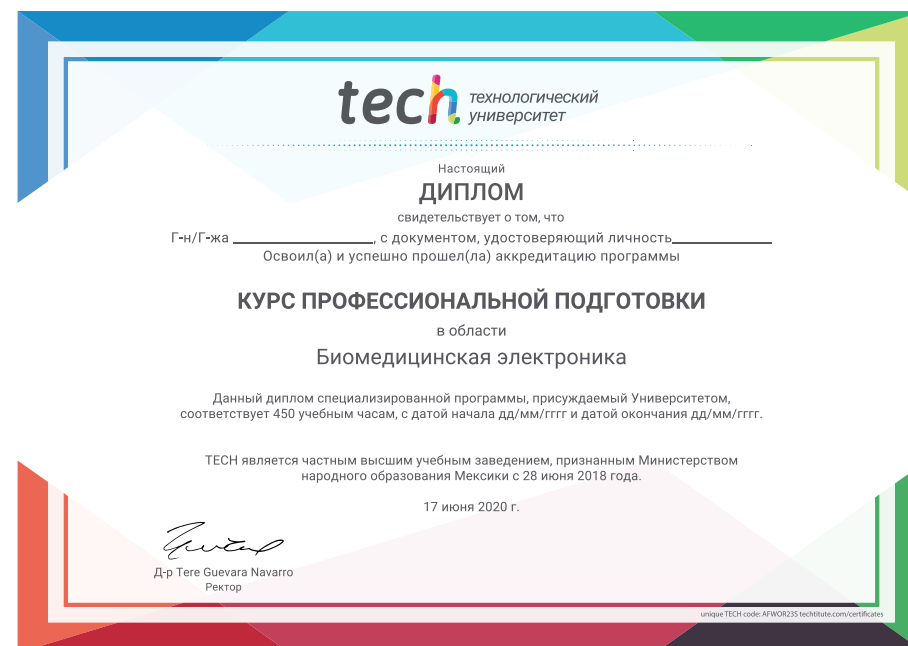 tech технологический
университет
Настоящий
ДИПЛОМ
свидетельствует о том, что
Г-н/Г-жа ____________________, с документом, удостоверяющий личность______________
Освоил(а) и успешно прошел(ла) аккредитацию программы
КУРС ПРОФЕССИОНАЛЬНОЙ ПОДГОТОВКИ
в области
Биомедицинская электроника
Данный диплом специализированной программы, присуждаемый Университетом,
соответствует 450 учебным часам, с датой начала дд/мм/гггг и датой окончания дд/мм/гггг.
TECH является частным высшим учебным заведением, признанным Министерством
народного образования Мексики с 28 июня 2018 года.
17 июня 2020 г.
Д-р Tere Guevara Navarro
Ректор
unique TECH code: AFWOR23S techtitute.com/certificates